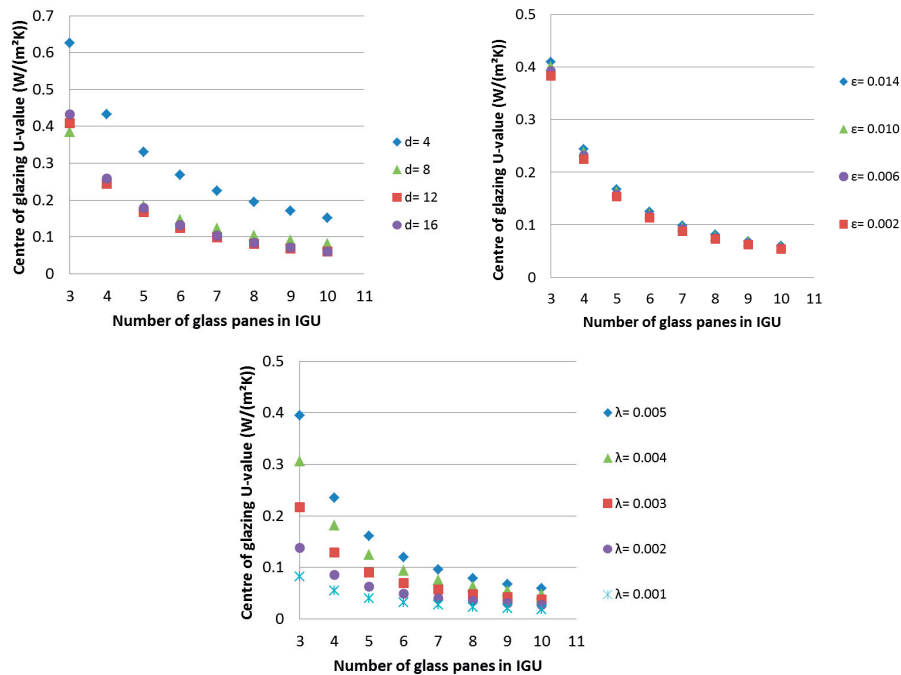 Centre of glazing U-value (W/(m²K)
0.7
0.6
0.5
0.4
0.3
0.2
0.1
0
3 4 5 6 7 8 9 10 11
Number of glass panes in IGU
d= 4
d= 8
d= 12
d= 16
Centre of glazing U-value (W/(m²K)
0.5
0.4
0.3
0.2
0.1
0
3 4 5 6 7 8 9 10 11
Number of glass panes in IGU
ε= 0.014
ε= 0.010
ε= 0.006
ε= 0.002
Centre of glazing U-value (W/(m²K)
0.5
0.4
0.3
0.2
0.1
0
3 4 5 6 7 8 9 10 11
Number of glass panes in IGU
λ= 0.005
λ= 0.004
λ= 0.003
λ= 0.002
λ= 0.001